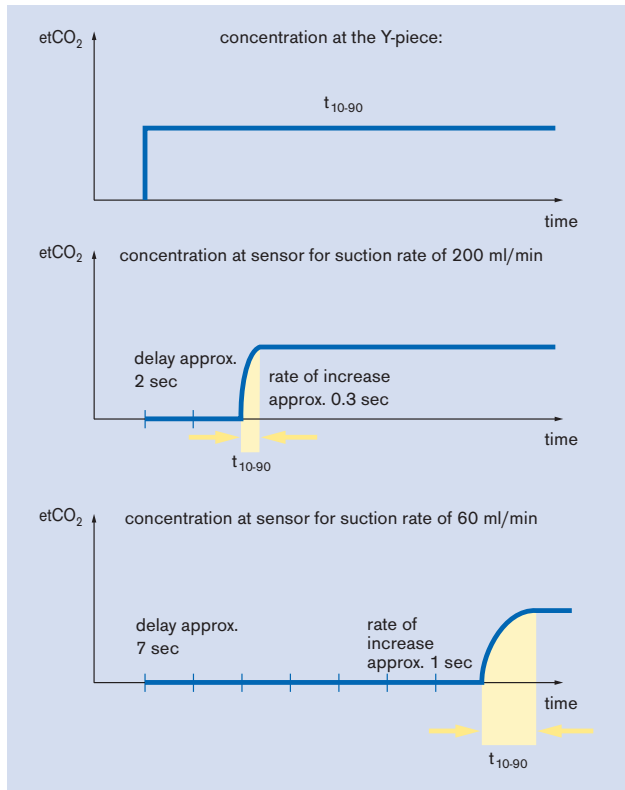 etCO₂
concentration at the Y-piece:
t₁₀₋₉₀
time
etCO₂
concentration at sensor for suction rate of 200 ml/min
delay approx.
2 sec
rate of increase
approx. 0.3 sec
time
t₁₀₋₉₀
etCO₂
concentration at sensor for suction rate of 60 ml/min
delay approx.
7 sec
rate of
increase
approx. 1 sec
time
t₁₀₋₉₀